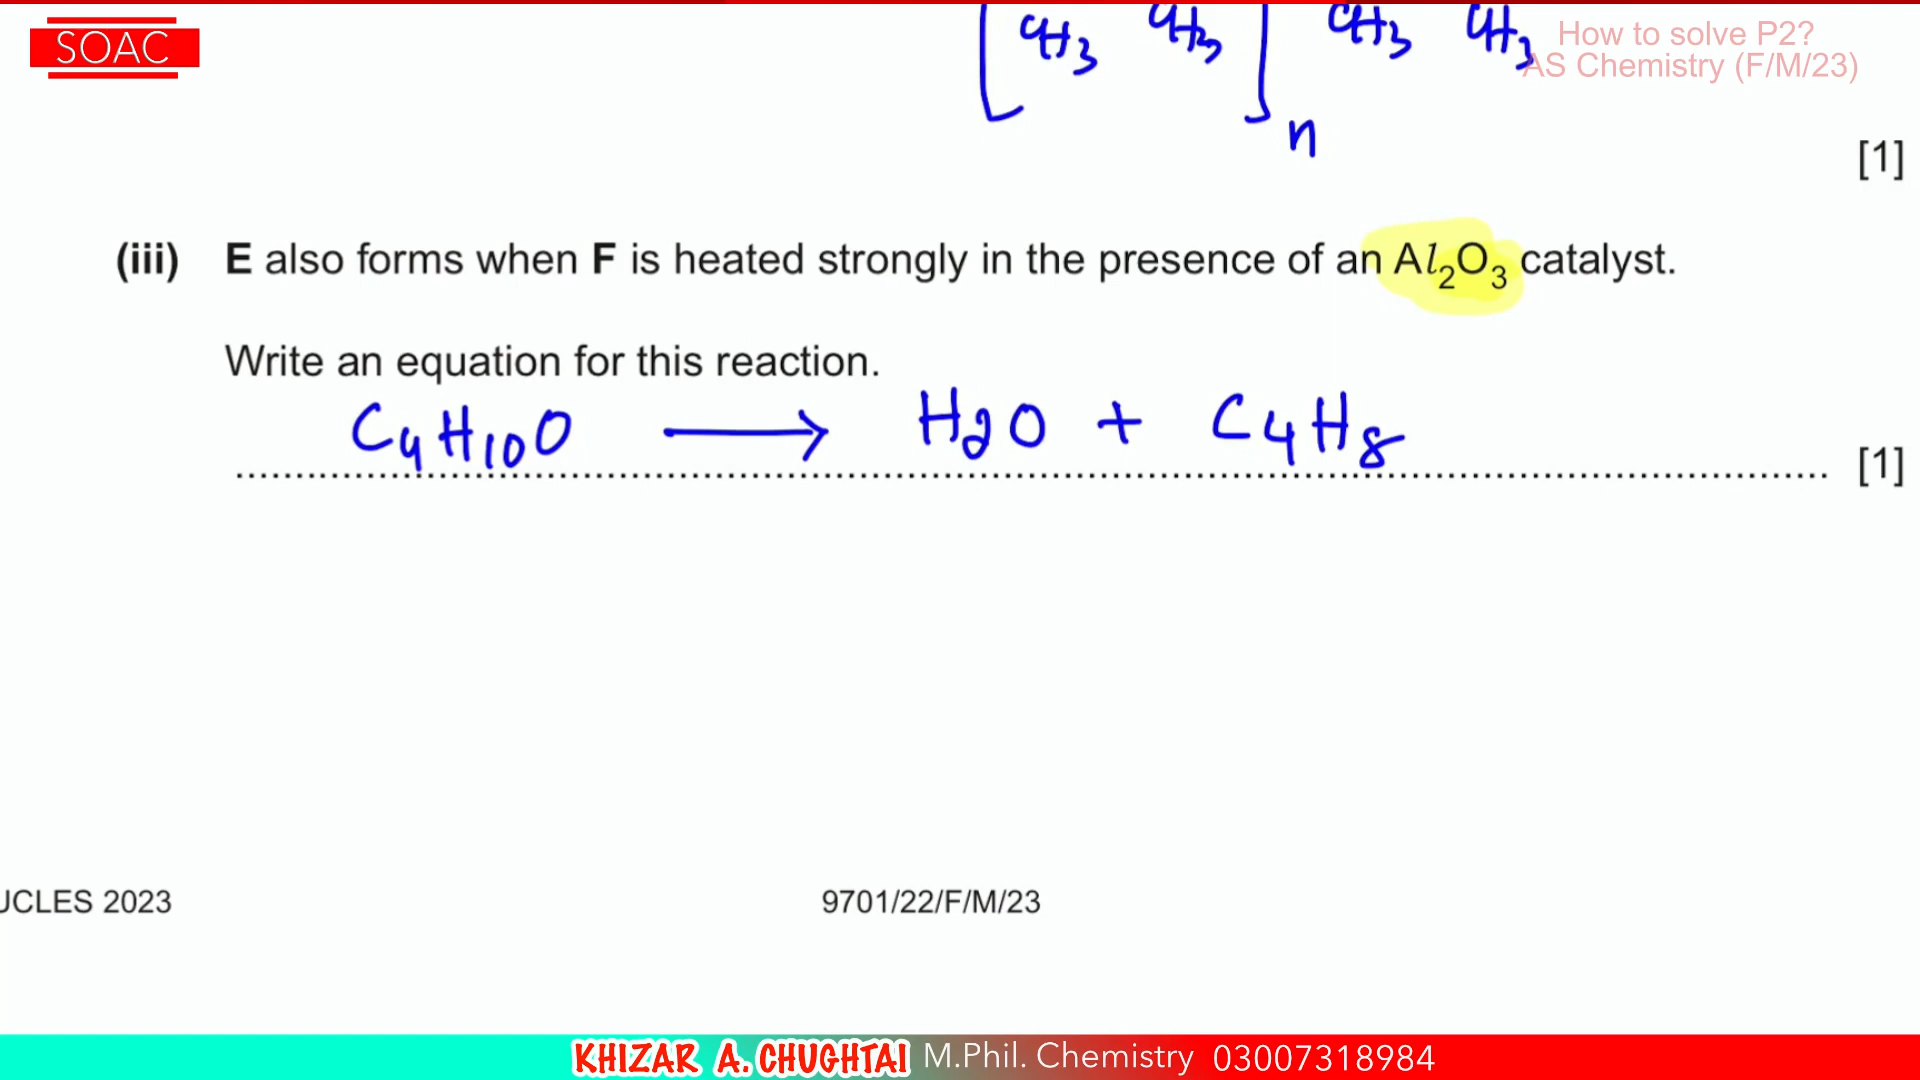 SOAC
How to solve P2?
AS Chemistry (F/M/23)
CH3 CH3 CH3 CH3
n
[1]
(iii) E also forms when F is heated strongly in the presence of an Al2O3 catalyst.
Write an equation for this reaction.
C4H10O ⟶ H2O + C4H8
[1]
UCLES 2023
9701/22/F/M/23
KHIZAR A. CHUGHTAI M.Phil. Chemistry 03007318984